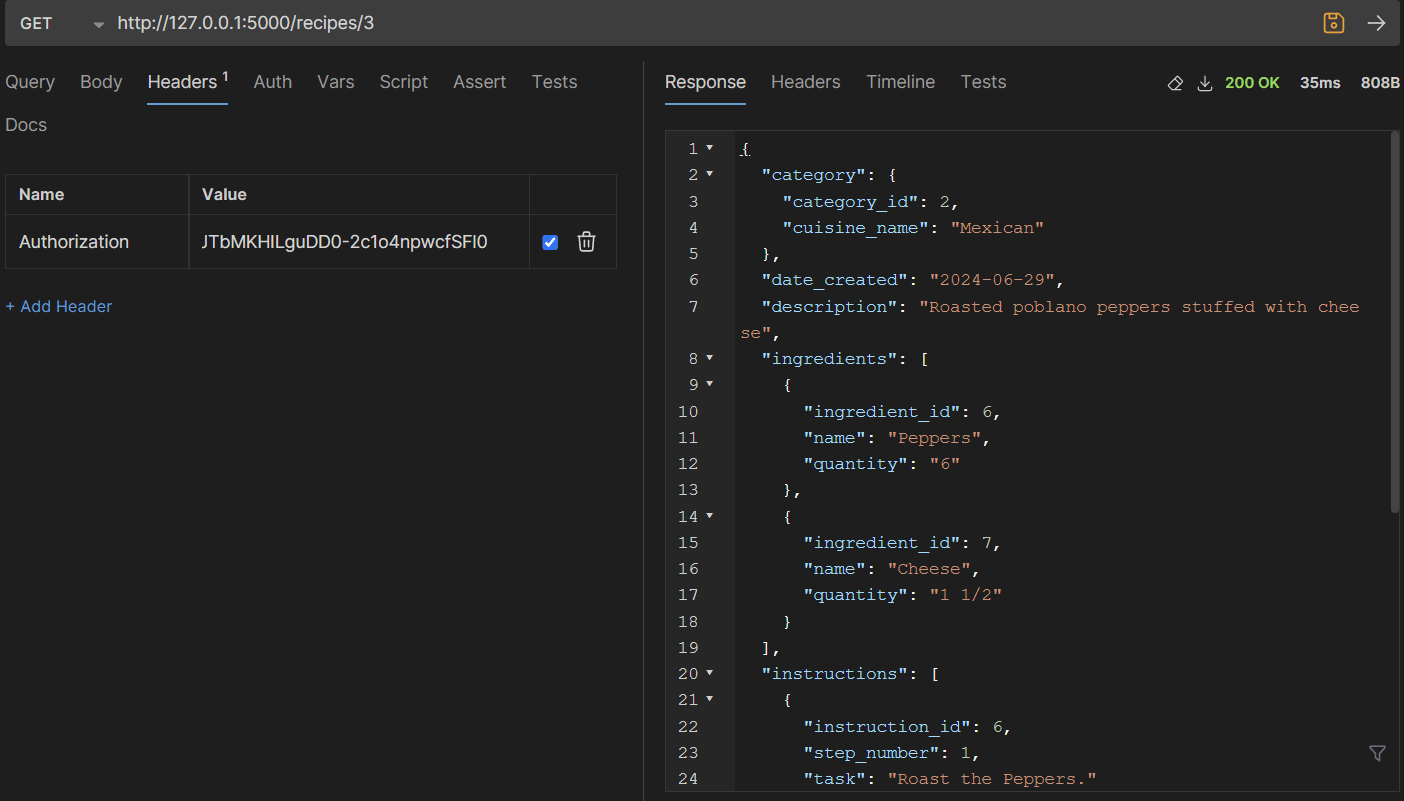 GET http://127.0.0.1:5000/recipes/3
Query Body Headers 1 Auth Vars Script Assert Tests
Docs
Name Value
Authorization JTbMKHILguDD0-2c1o4npwcfSFI0
+ Add Header
Response Headers Timeline Tests 200 OK 35ms 808B
1 {
2 "category": {
3 "category_id": 2,
4 "cuisine_name": "Mexican"
5 },
6 "date_created": "2024-06-29",
7 "description": "Roasted poblano peppers stuffed with chee
se",
8 "ingredients": [
9 {
10 "ingredient_id": 6,
11 "name": "Peppers",
12 "quantity": "6"
13 },
14 {
15 "ingredient_id": 7,
16 "name": "Cheese",
17 "quantity": "1 1/2"
18 }
19 ],
20 "instructions": [
21 {
22 "instruction_id": 6,
23 "step_number": 1,
24 "task": "Roast the Peppers."